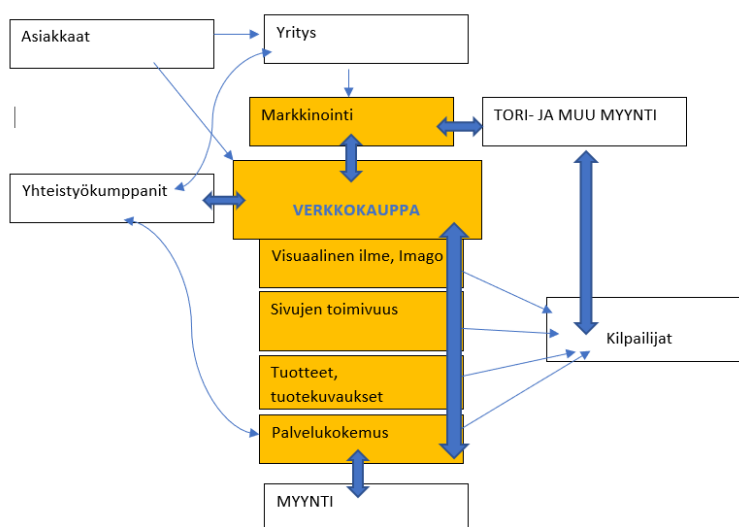 Asiakkaat
Yritys
Markkinointi
TORI- JA MUU MYYNTI
Yhteistyökumppanit
VERKKOKAUPPA
Visuaalinen ilme, Imago
Sivujen toimivuus
Kilpailijat
Tuotteet,
tuotekuvaukset
Palvelukokemus
MYYNTI